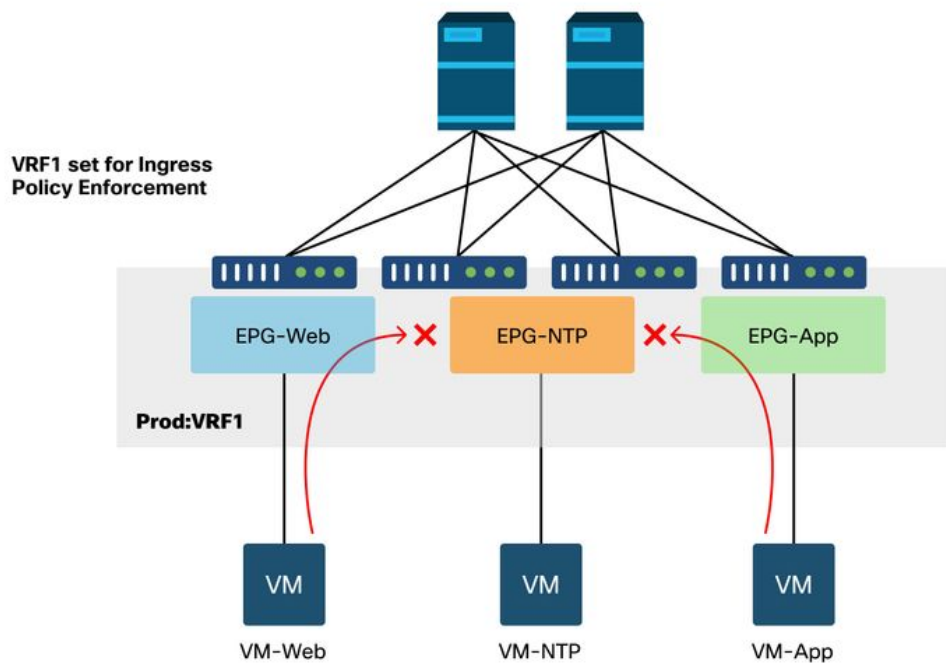 VRF1 set for Ingress
Policy Enforcement
EPG-Web
EPG-NTP
EPG-App
Prod:VRF1
VM
VM
VM
VM-Web
VM-NTP
VM-App